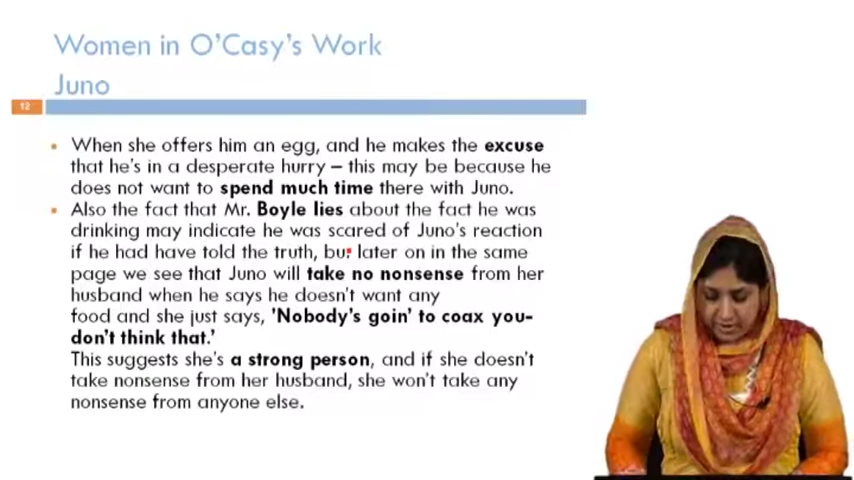 Women in O'Casy's Work
Juno
12
When she offers him an egg, and he makes the excuse
that he's in a desperate hurry – this may be because he
does not want to spend much time there with Juno.
Also the fact that Mr. Boyle lies about the fact he was
drinking may indicate he was scared of Juno's reaction
if he had have told the truth, but later on in the same
page we see that Juno will take no nonsense from her
husband when he says he doesn't want any
food and she just says, 'Nobody's goin' to coax you-
don't think that.'
This suggests she's a strong person, and if she doesn't
take nonsense from her husband, she won't take any
nonsense from anyone else.